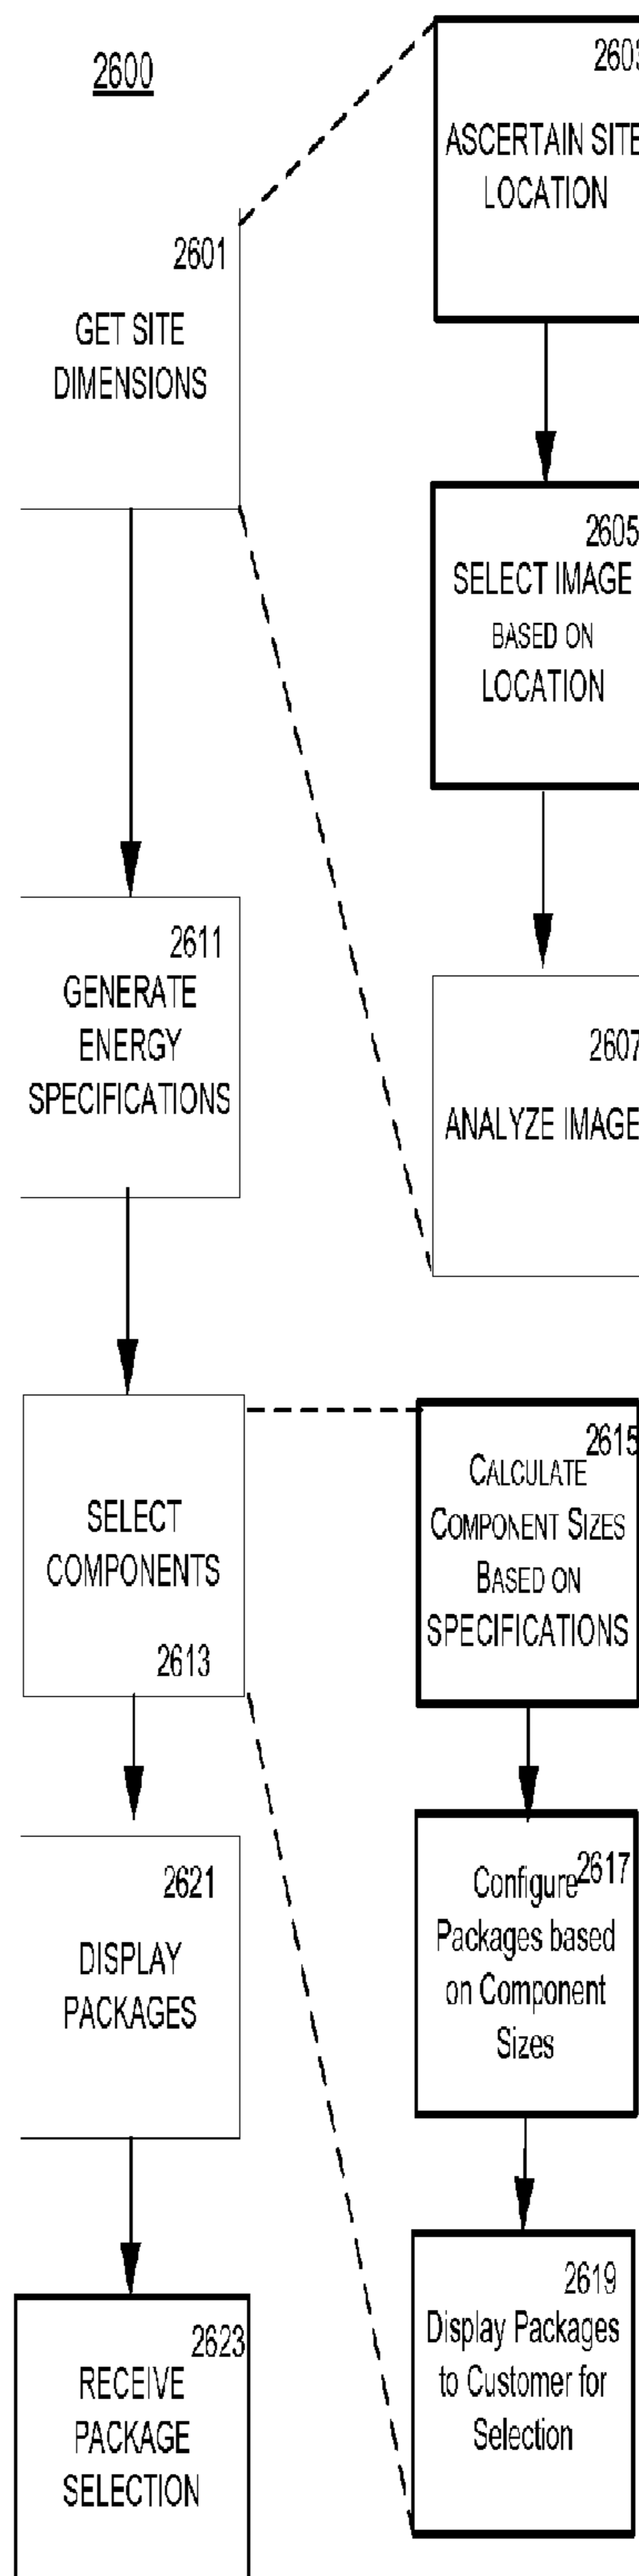 2600
2601
GET SITE
DIMENSIONS
2603
ASCERTAIN SITE
LOCATION
2605
SELECT IMAGE
BASED ON
LOCATION
2607
ANALYZE IMAGE
2611
GENERATE
ENERGY
SPECIFICATIONS
SELECT
COMPONENTS
2613
2615
CALCULATE
COMPONENT SIZES
BASED ON
SPECIFICATIONS
2617
Configure
Packages based
on Component
Sizes
2619
Display Packages
to Customer for
Selection
2621
DISPLAY
PACKAGES
2623
RECEIVE
PACKAGE
SELECTION